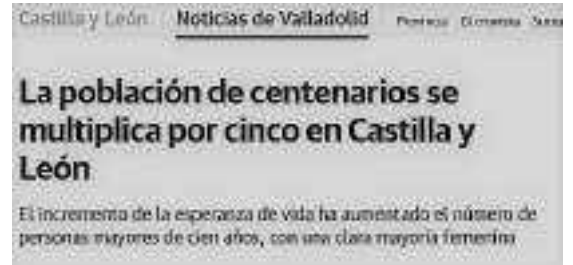 Castilla y León Noticias de Valladolid Provincia Economía
La población de centenarios se
multiplica por cinco en Castilla y
León
El incremento de la esperanza de vida ha aumentado el número de
personas mayores de cien años, con una clara mayoría femenina